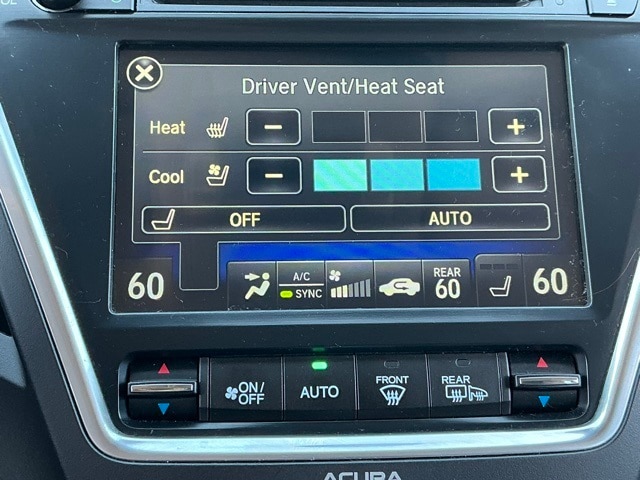 Driver Vent/Heat Seat
Heat − +
Cool − +
OFF AUTO
60 A/C SYNC REAR 60 60
ON/OFF AUTO FRONT REAR
ACURA